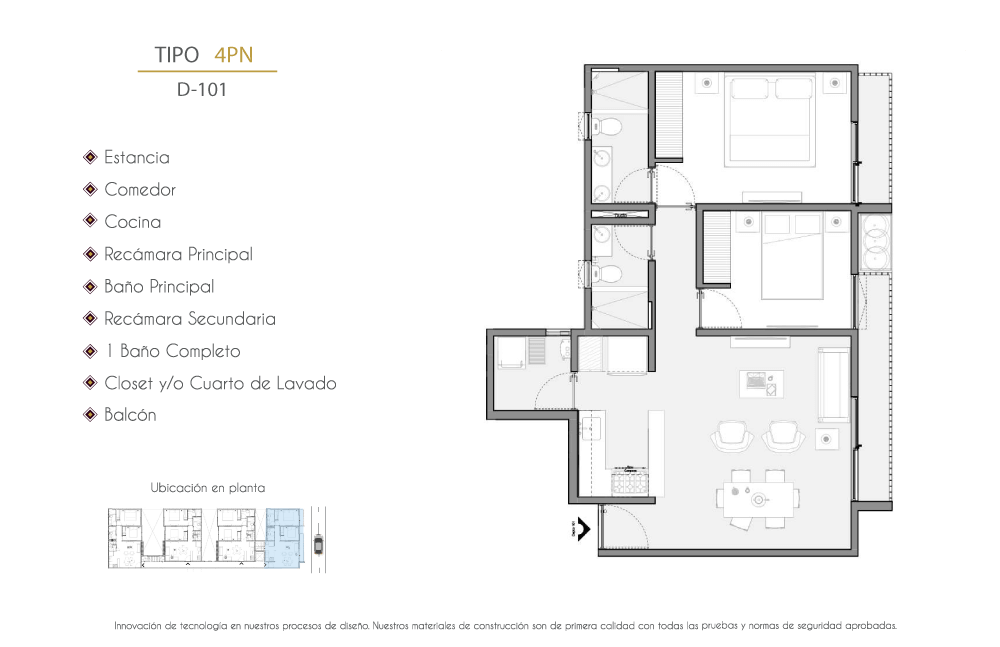 TIPO 4PN
D-101
Estancia
Comedor
Cocina
Recámara Principal
Baño Principal
Recámara Secundaria
1 Baño Completo
Closet y/o Cuarto de Lavado
Balcón
Ubicación en planta
Innovación de tecnología en nuestros procesos de diseño. Nuestros materiales de construcción son de primera calidad con todas las pruebas y normas de seguridad aprobadas.